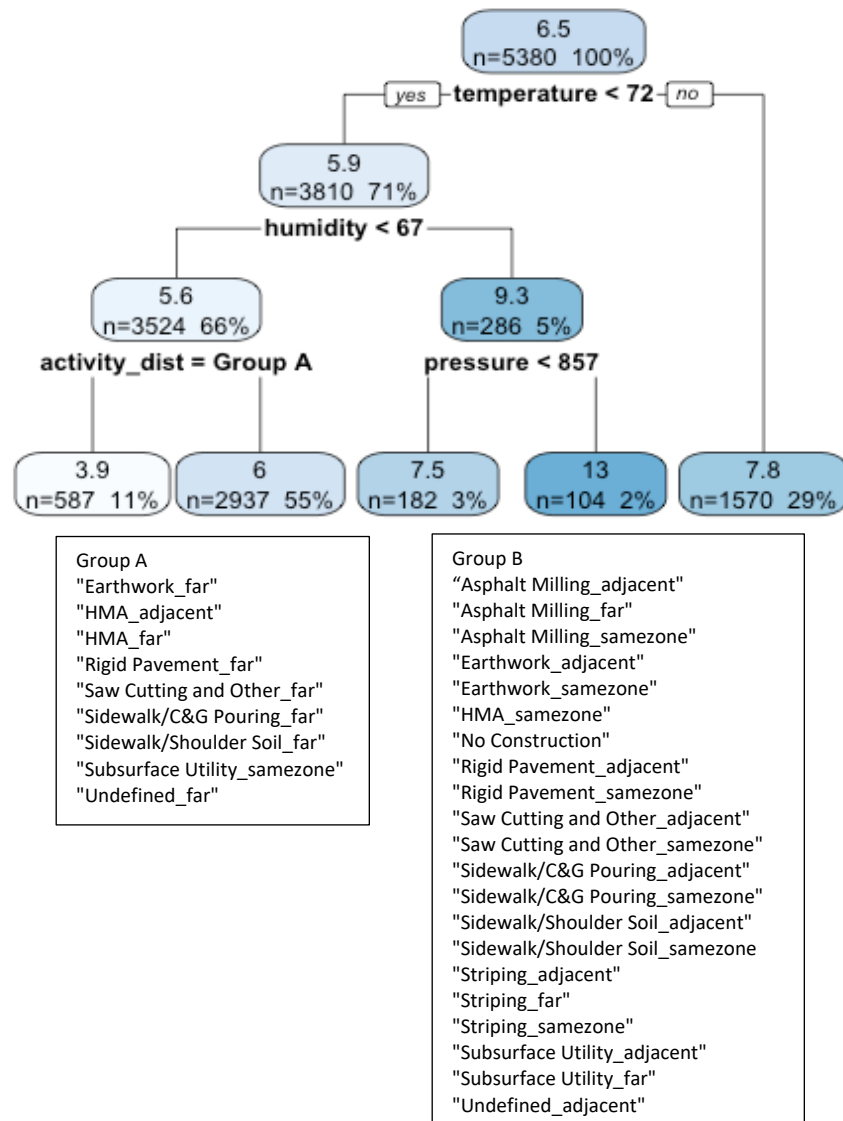 6.5
n=5380 100%
yes temperature < 72 no
5.9
n=3810 71%
humidity < 67
5.6
n=3524 66%
9.3
n=286 5%
activity_dist = Group A
pressure < 857
3.9
n=587 11%
6
n=2937 55%
7.5
n=182 3%
13
n=104 2%
7.8
n=1570 29%
Group A
"Earthwork_far"
"HMA_adjacent"
"HMA_far"
"Rigid Pavement_far"
"Saw Cutting and Other_far"
"Sidewalk/C&G Pouring_far"
"Sidewalk/Shoulder Soil_far"
"Subsurface Utility_samezone"
"Undefined_far"
Group B
“Asphalt Milling_adjacent"
"Asphalt Milling_far"
"Asphalt Milling_samezone"
"Earthwork_adjacent"
"Earthwork_samezone"
"HMA_samezone"
"No Construction"
"Rigid Pavement_adjacent"
"Rigid Pavement_samezone"
"Saw Cutting and Other_adjacent"
"Saw Cutting and Other_samezone"
"Sidewalk/C&G Pouring_adjacent"
"Sidewalk/C&G Pouring_samezone"
"Sidewalk/Shoulder Soil_adjacent"
"Sidewalk/Shoulder Soil_samezone
"Striping_adjacent"
"Striping_far"
"Striping_samezone"
"Subsurface Utility_adjacent"
"Subsurface Utility_far"
"Undefined_adjacent"